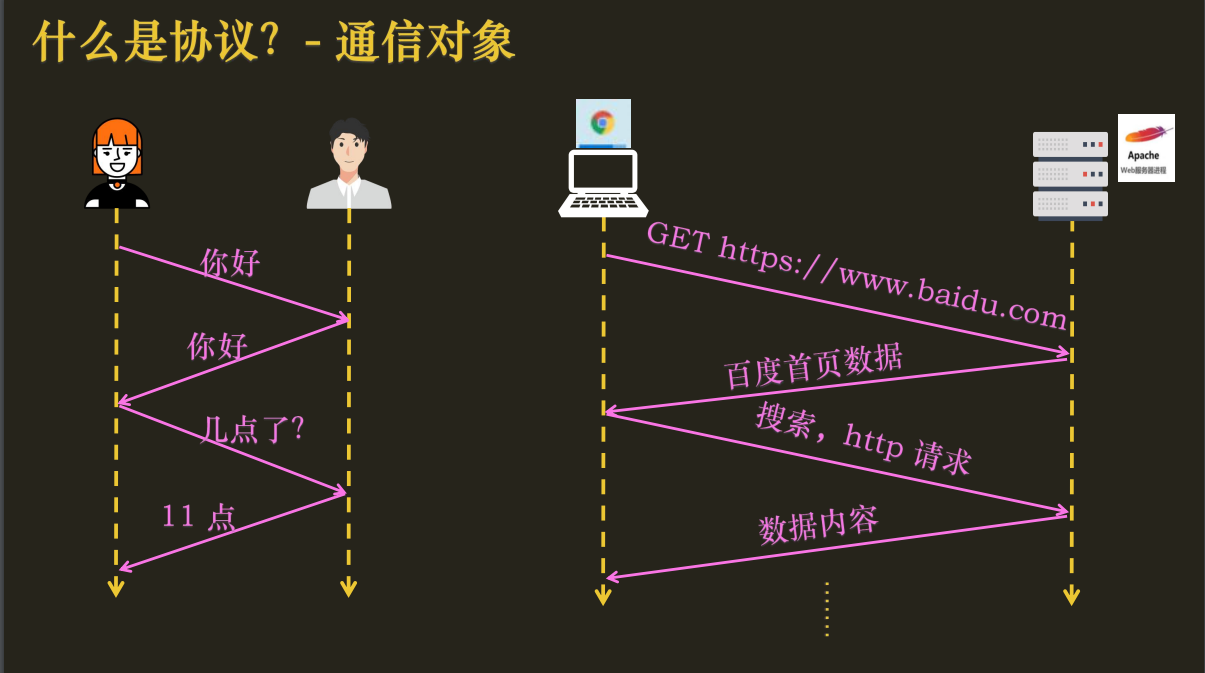 什么是协议？- 通信对象
Apache
Web服务器进程
你好
你好
几点了？
11 点
GET https://www.baidu.com
百度首页数据
搜索，http 请求
数据内容